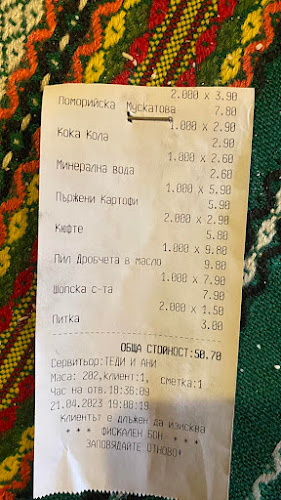 2.000 x 3.90
Поморийска Мускатова 7.80
1.000 x 2.90
Кока Кола 2.90
1.000 x 2.60
Минерална вода 2.60
1.000 x 5.90
Пържени Картофи 5.90
2.000 x 2.90
Кюфте 5.80
1.000 x 9.80
Пил Дробчета в масло 9.80
1.000 x 7.90
Шопска с-та 7.90
2.000 x 1.50
Питка 3.00
ОБЩА СТОЙНОСТ:50.70
Сервитьор:ТЕДИ И АНИ
Маса: 202,клиент:1, сметка:1
Час на отв.18:36:09
21.04.2023 19:08:19
Клиентът е длъжен да изисква
* * * ФИСКАЛЕН БОН * * *
ЗАПОВЯДАЙТЕ ОТНОВО!